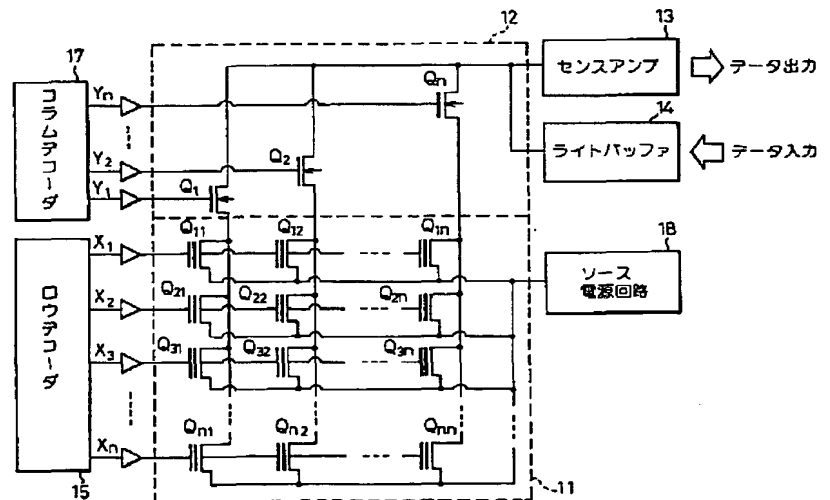 12
13
センスアンプ
データ出力
14
ライトバッファ
データ入力
17
コラムデコーダ
Yn
Y2
Y1
Qn
Q2
Q1
15
ロウデコーダ
X1
X2
X3
Xn
Q11
Q12
Q1n
Q21
Q22
Q2n
Q31
Q32
Q3n
Qn1
Qn2
Qnn
18
ソース
電源回路
11